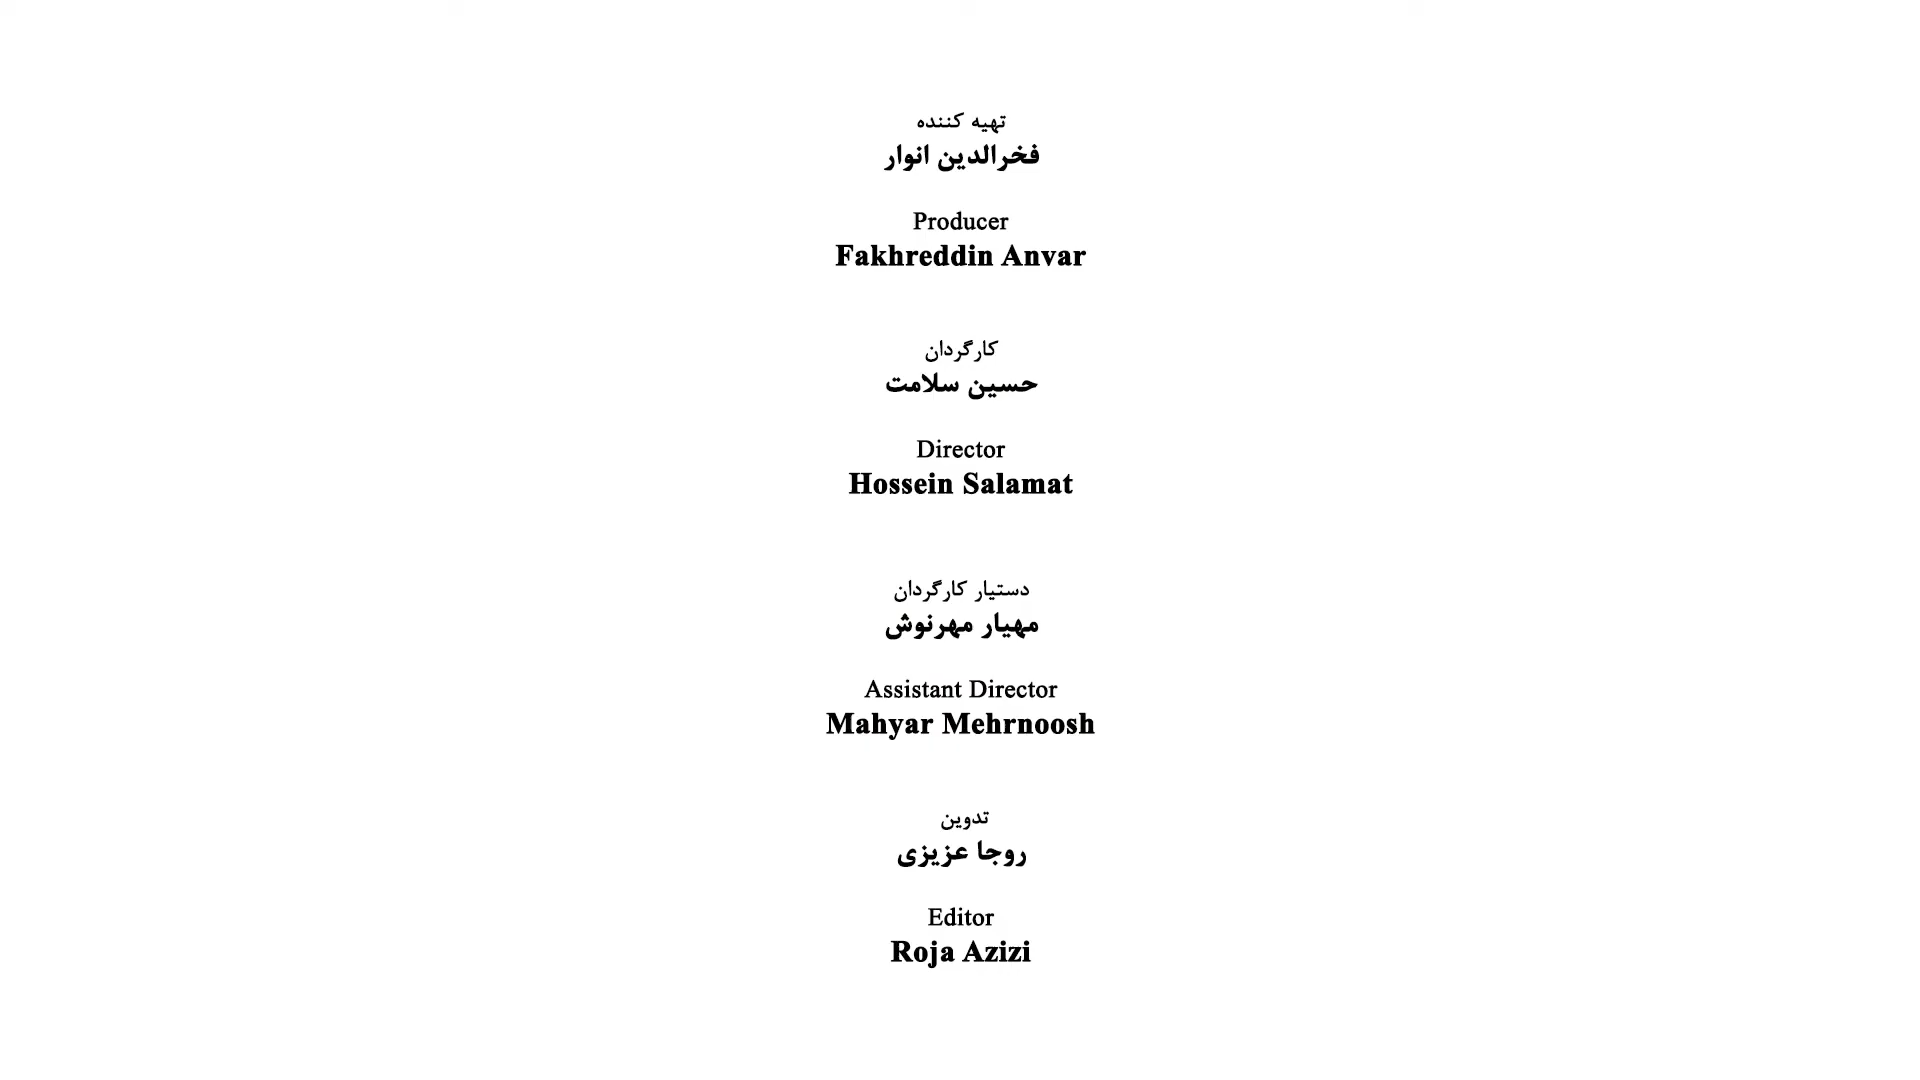 تهیه کننده
فخرالدین انوار
Producer
Fakhreddin Anvar
کارگردان
حسین سلامت
Director
Hossein Salamat
دستیار کارگردان
مهیار مهرنوش
Assistant Director
Mahyar Mehrnoosh
تدوین
روجا عزیزی
Editor
Roja Azizi